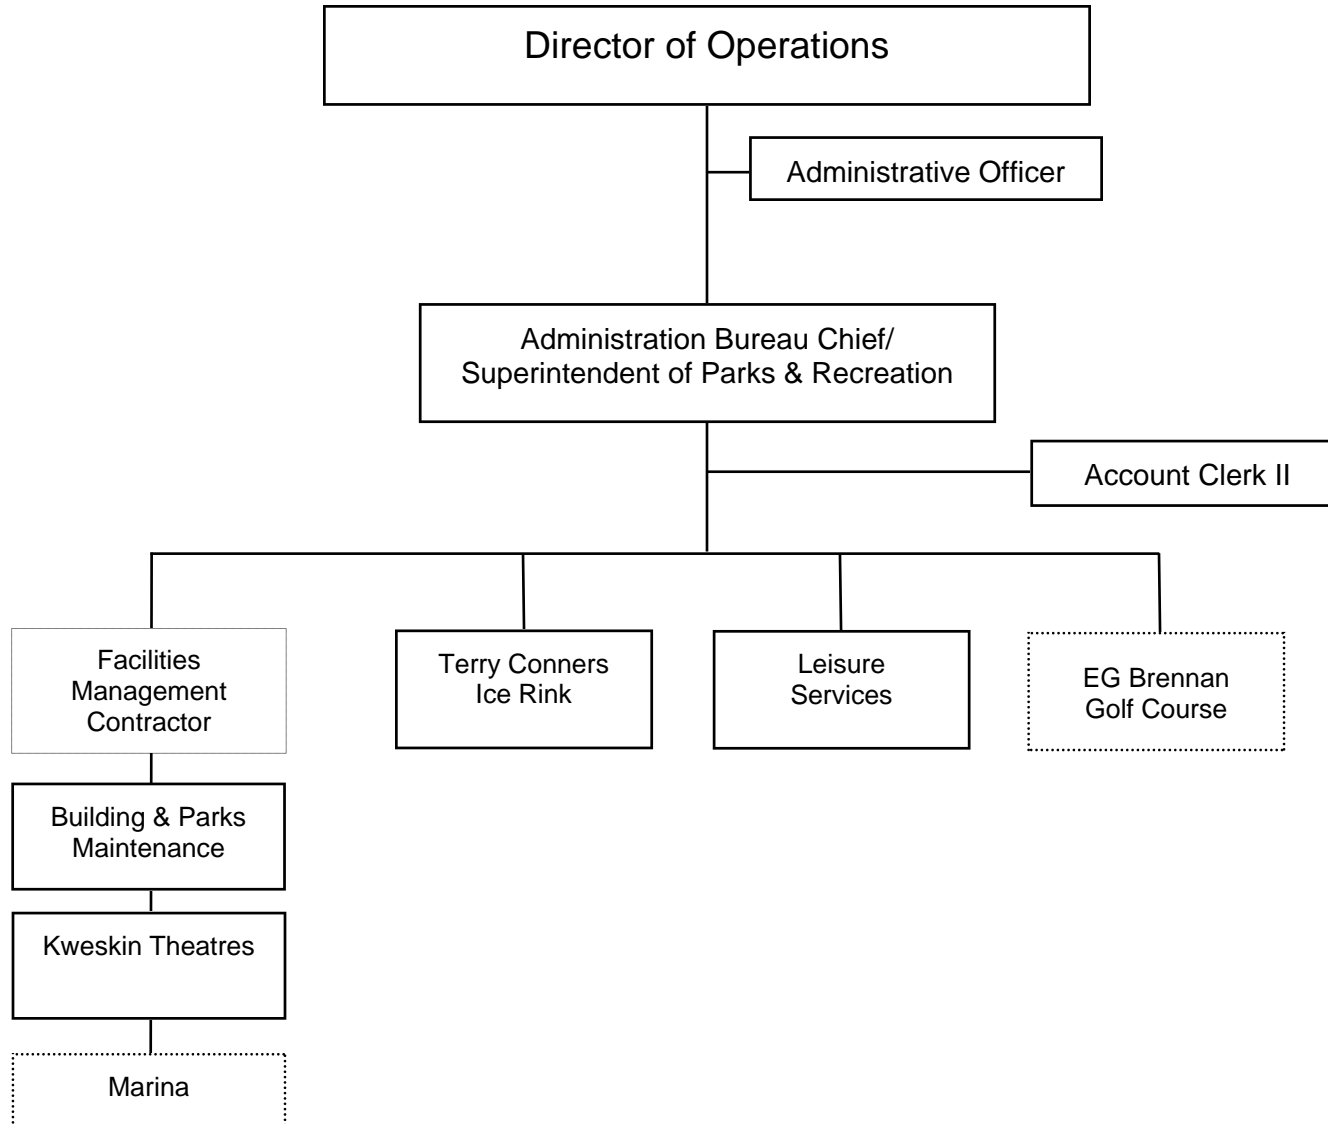 Director of Operations
Administrative Officer
Administration Bureau Chief/
Superintendent of Parks & Recreation
Account Clerk II
Facilities
Management
Contractor
Terry Conners
Ice Rink
Leisure
Services
EG Brennan
Golf Course
Building & Parks
Maintenance
Kweskin Theatres
Marina